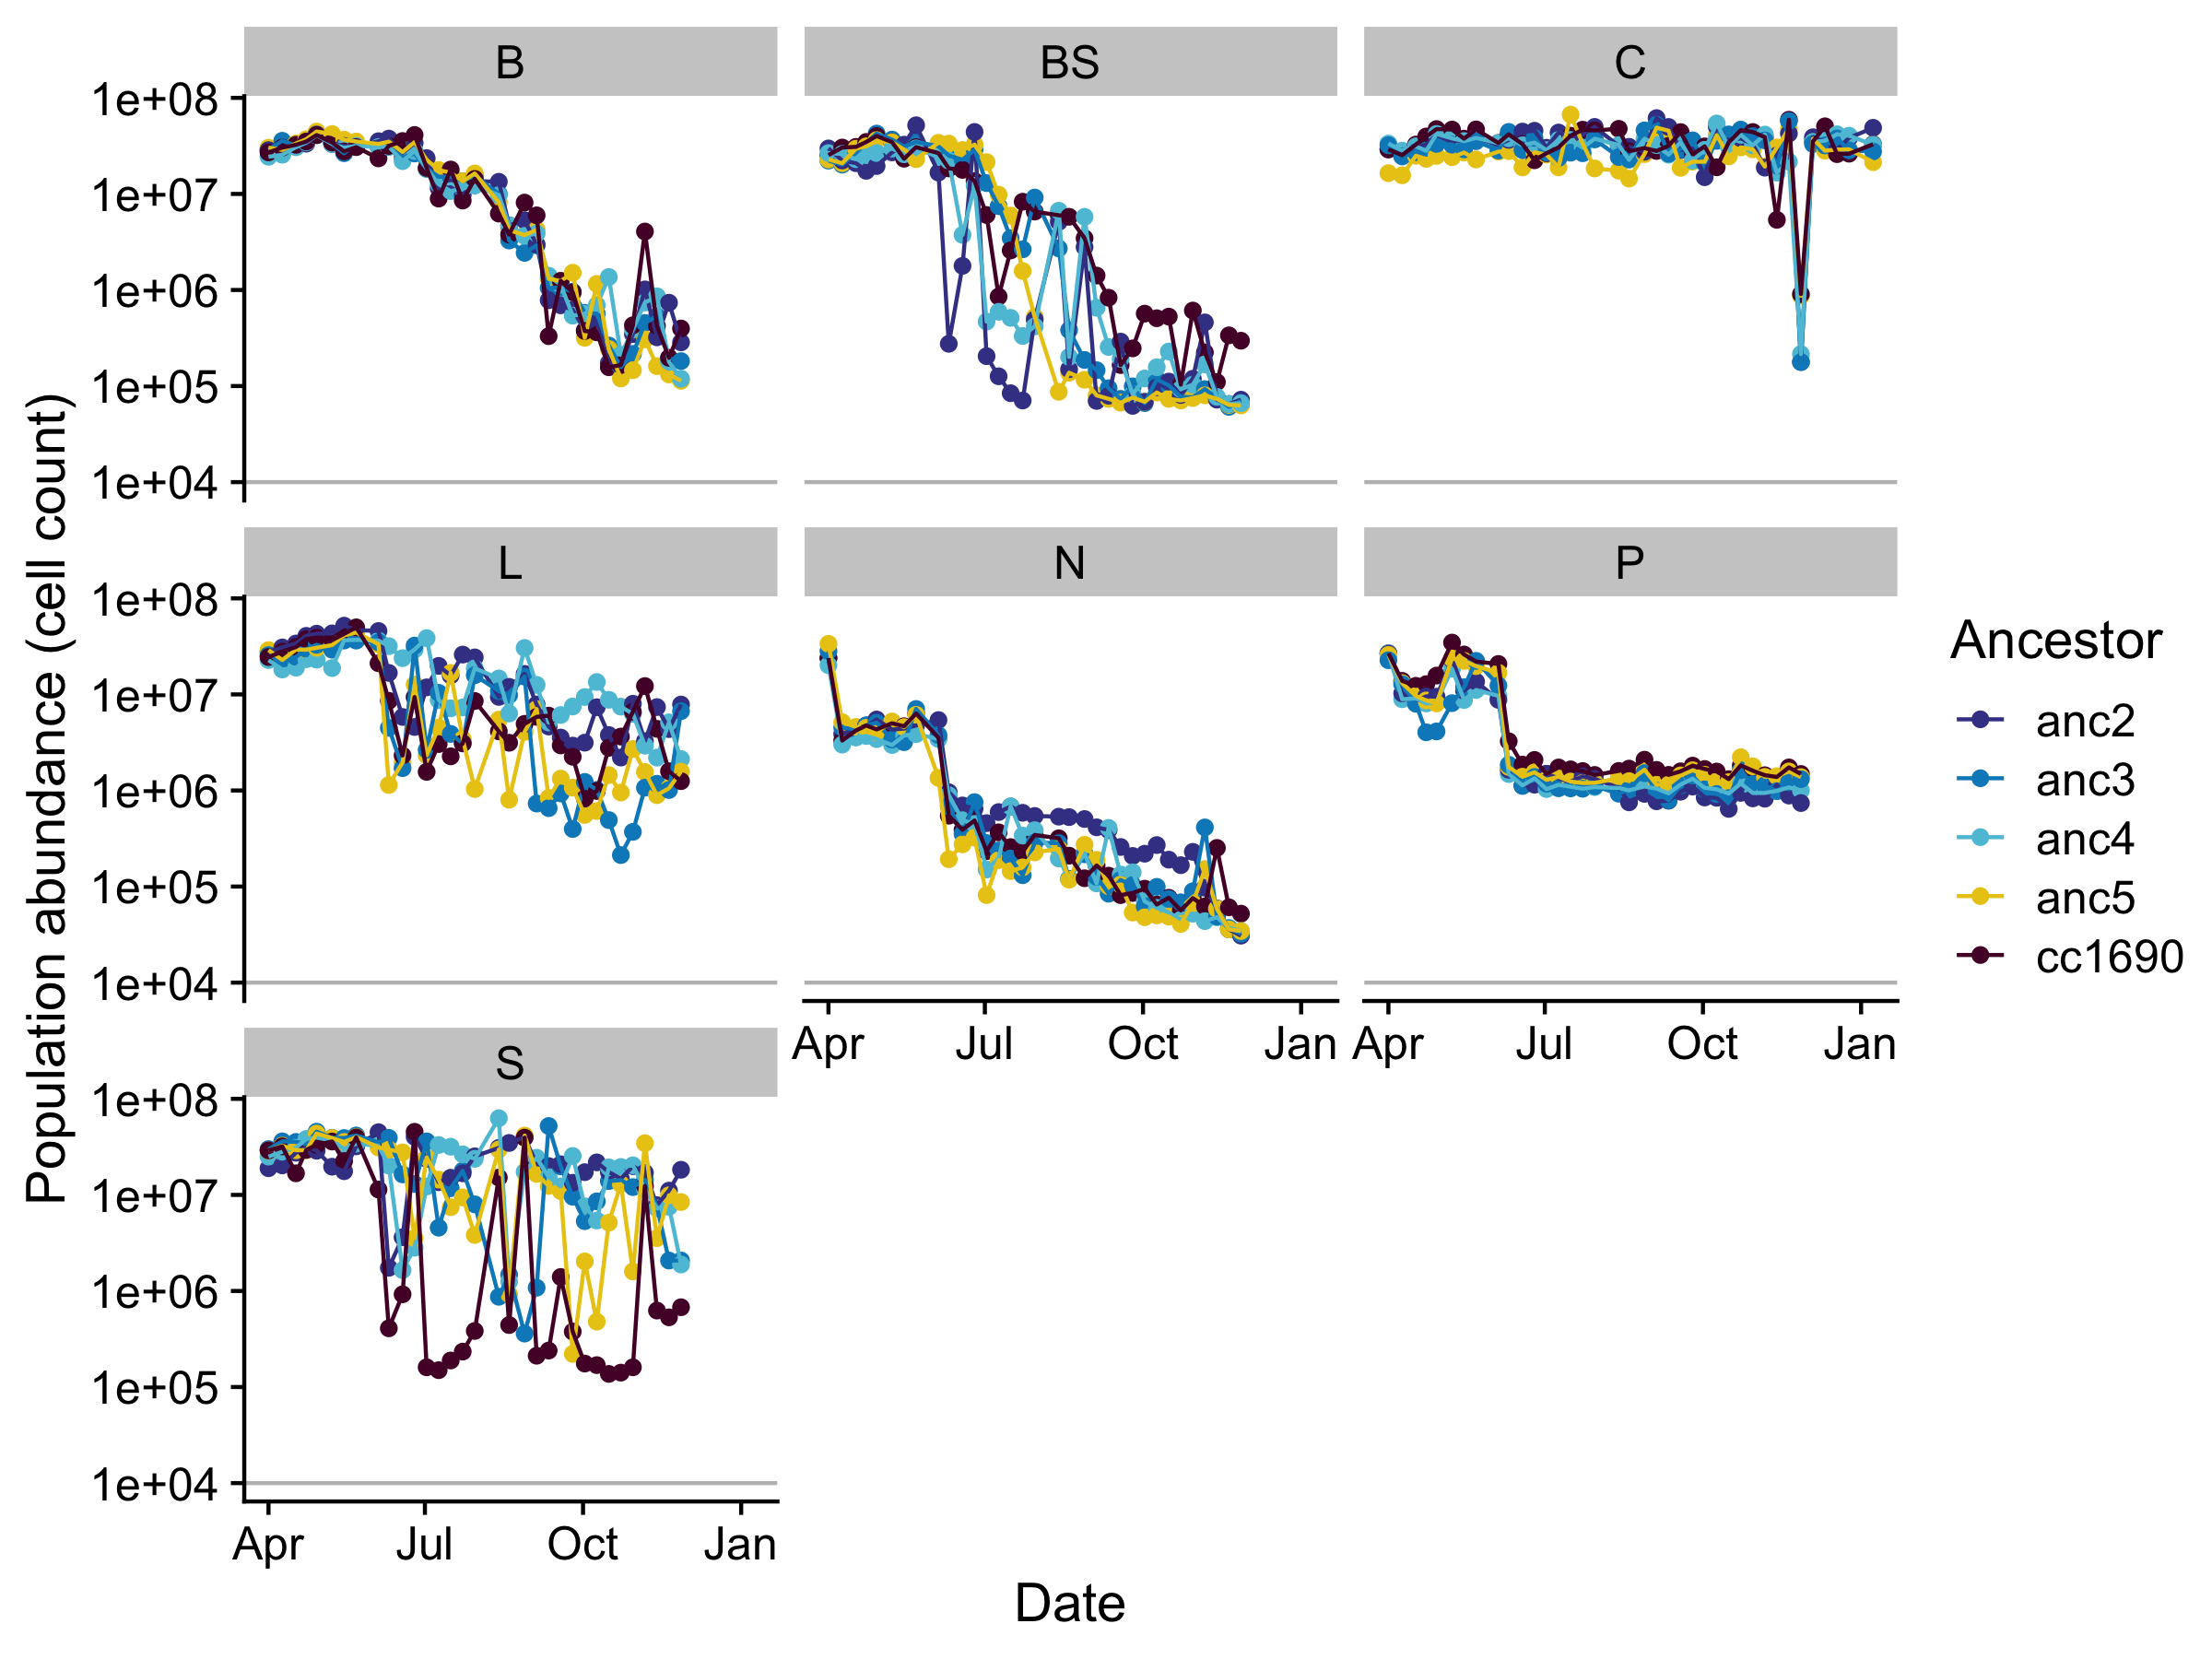 B
BS
C
1e+08
1e+07
1e+06
1e+05
1e+04
L
N
P
1e+08
1e+07
1e+06
1e+05
1e+04
Apr Jul Oct Jan
Apr Jul Oct Jan
S
1e+08
1e+07
1e+06
1e+05
1e+04
Apr Jul Oct Jan
Date
Population abundance (cell count)
Ancestor
anc2
anc3
anc4
anc5
cc1690